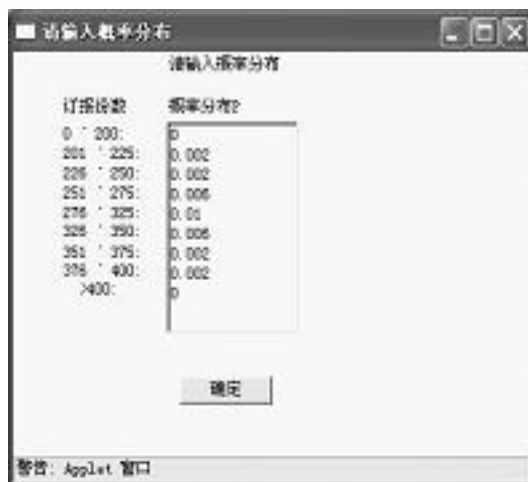 请输入概率分布
请输入概率分布
订报份数 概率分布?
0 ~ 200: 0
201 ~ 225: 0.002
226 ~ 250: 0.002
251 ~ 275: 0.006
276 ~ 325: 0.01
326 ~ 350: 0.006
351 ~ 375: 0.002
376 ~ 400: 0.002
>400: 0
确定
警告: Applet 窗口